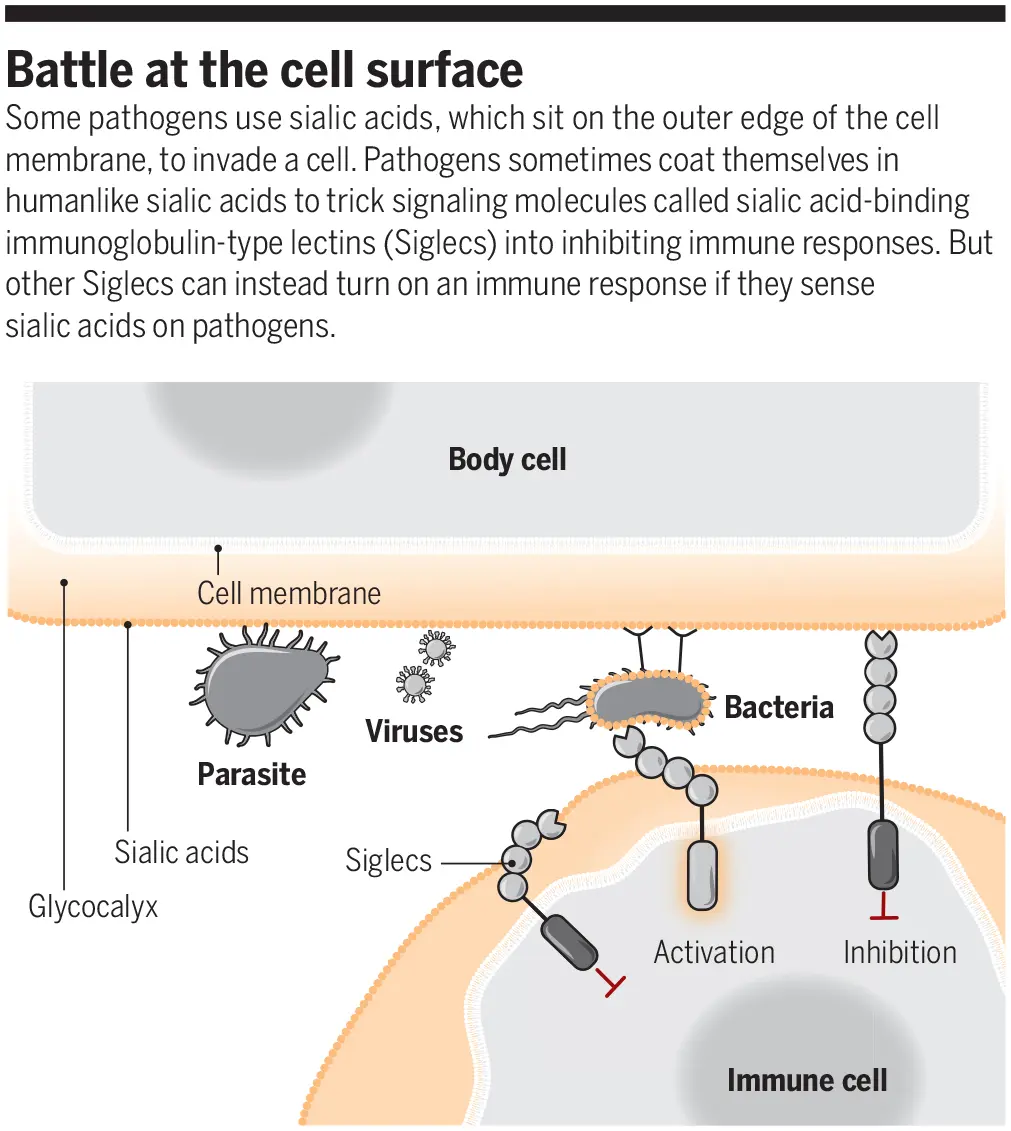 Battle at the cell surface
Some pathogens use sialic acids, which sit on the outer edge of the cell
membrane, to invade a cell. Pathogens sometimes coat themselves in
humanlike sialic acids to trick signaling molecules called sialic acid-binding
immunoglobulin-type lectins (Siglecs) into inhibiting immune responses. But
other Siglecs can instead turn on an immune response if they sense
sialic acids on pathogens.
Body cell
Cell membrane
Viruses
Bacteria
Parasite
Sialic acids
Siglecs
Glycocalyx
Activation
Inhibition
Immune cell